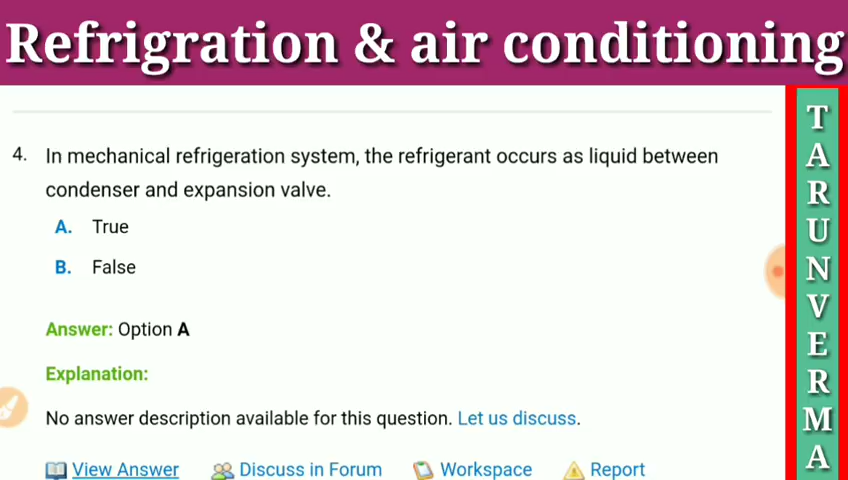 Refrigration & air conditioning
4. In mechanical refrigeration system, the refrigerant occurs as liquid between
condenser and expansion valve.
A. True
B. False
Answer: Option A
Explanation:
No answer description available for this question. Let us discuss.
View Answer Discuss in Forum Workspace Report
TARUNVERMA